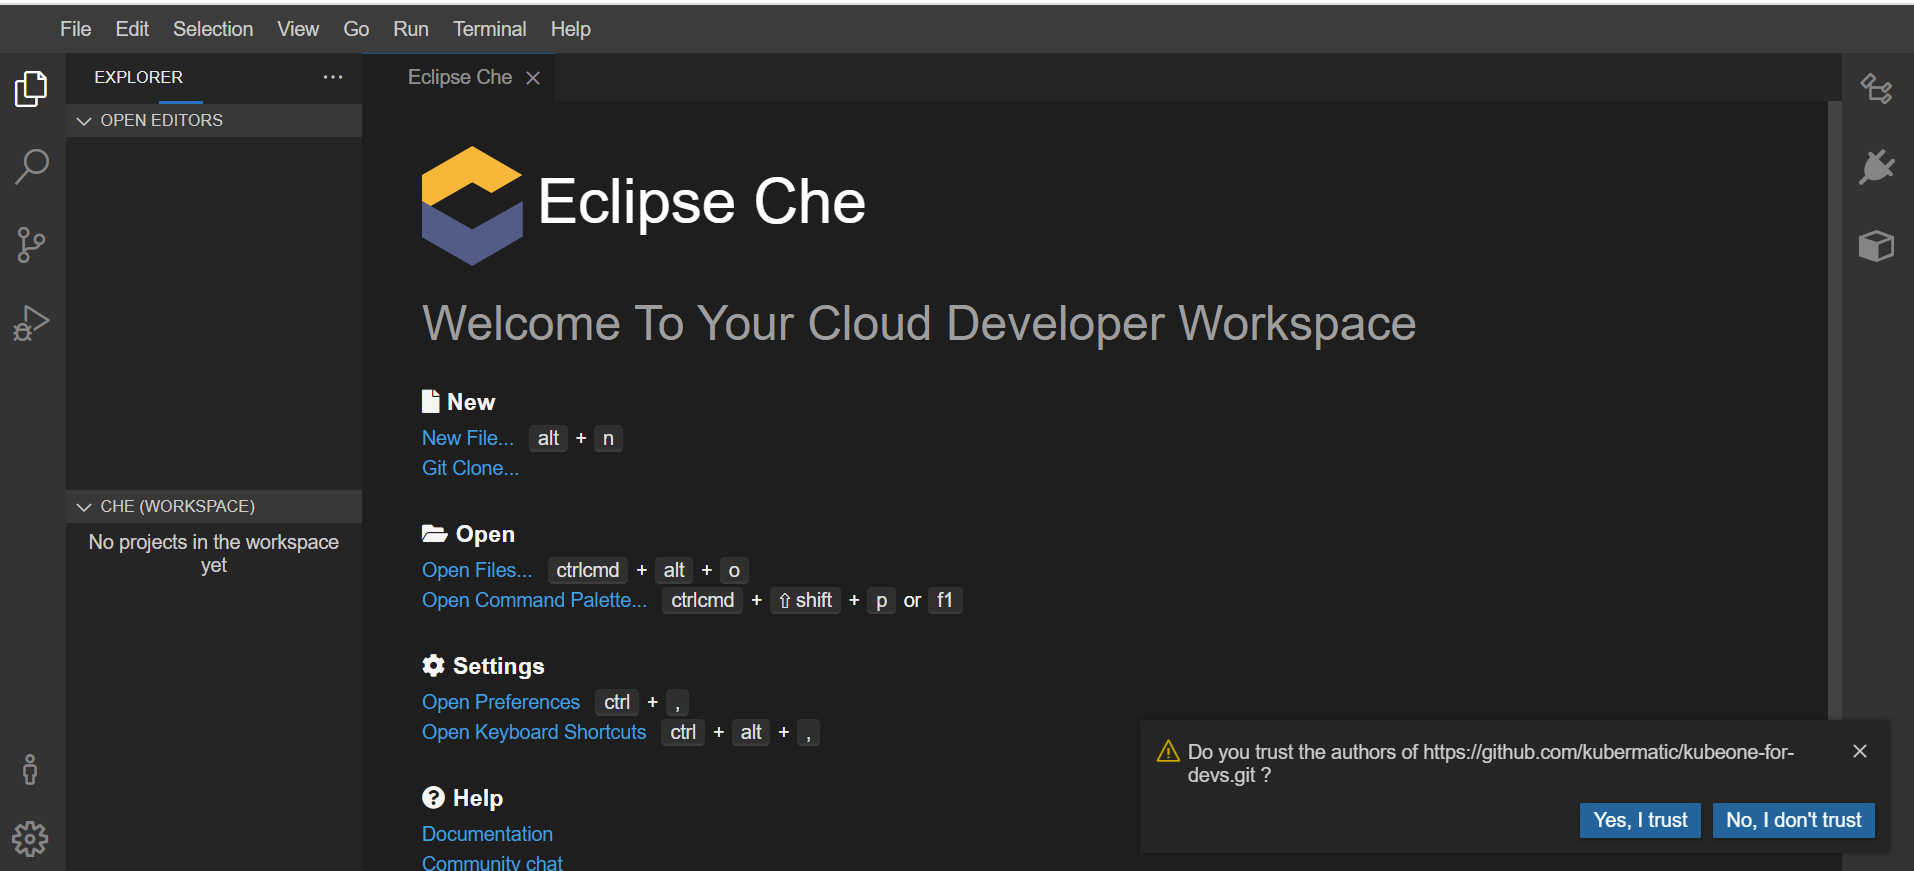 File Edit Selection View Go Run Terminal Help
EXPLORER
OPEN EDITORS
CHE (WORKSPACE)
No projects in the workspace
yet
Eclipse Che
Eclipse Che
Welcome To Your Cloud Developer Workspace
New
New File... alt + n
Git Clone...
Open
Open Files... ctrlcmd + alt + o
Open Command Palette... ctrlcmd + ⇧ shift + p or f1
Settings
Open Preferences ctrl + ,
Open Keyboard Shortcuts ctrl + alt + ,
Help
Documentation
Community chat
Do you trust the authors of https://github.com/kubermatic/kubeone-for-
devs.git ?
Yes, I trust No, I don't trust